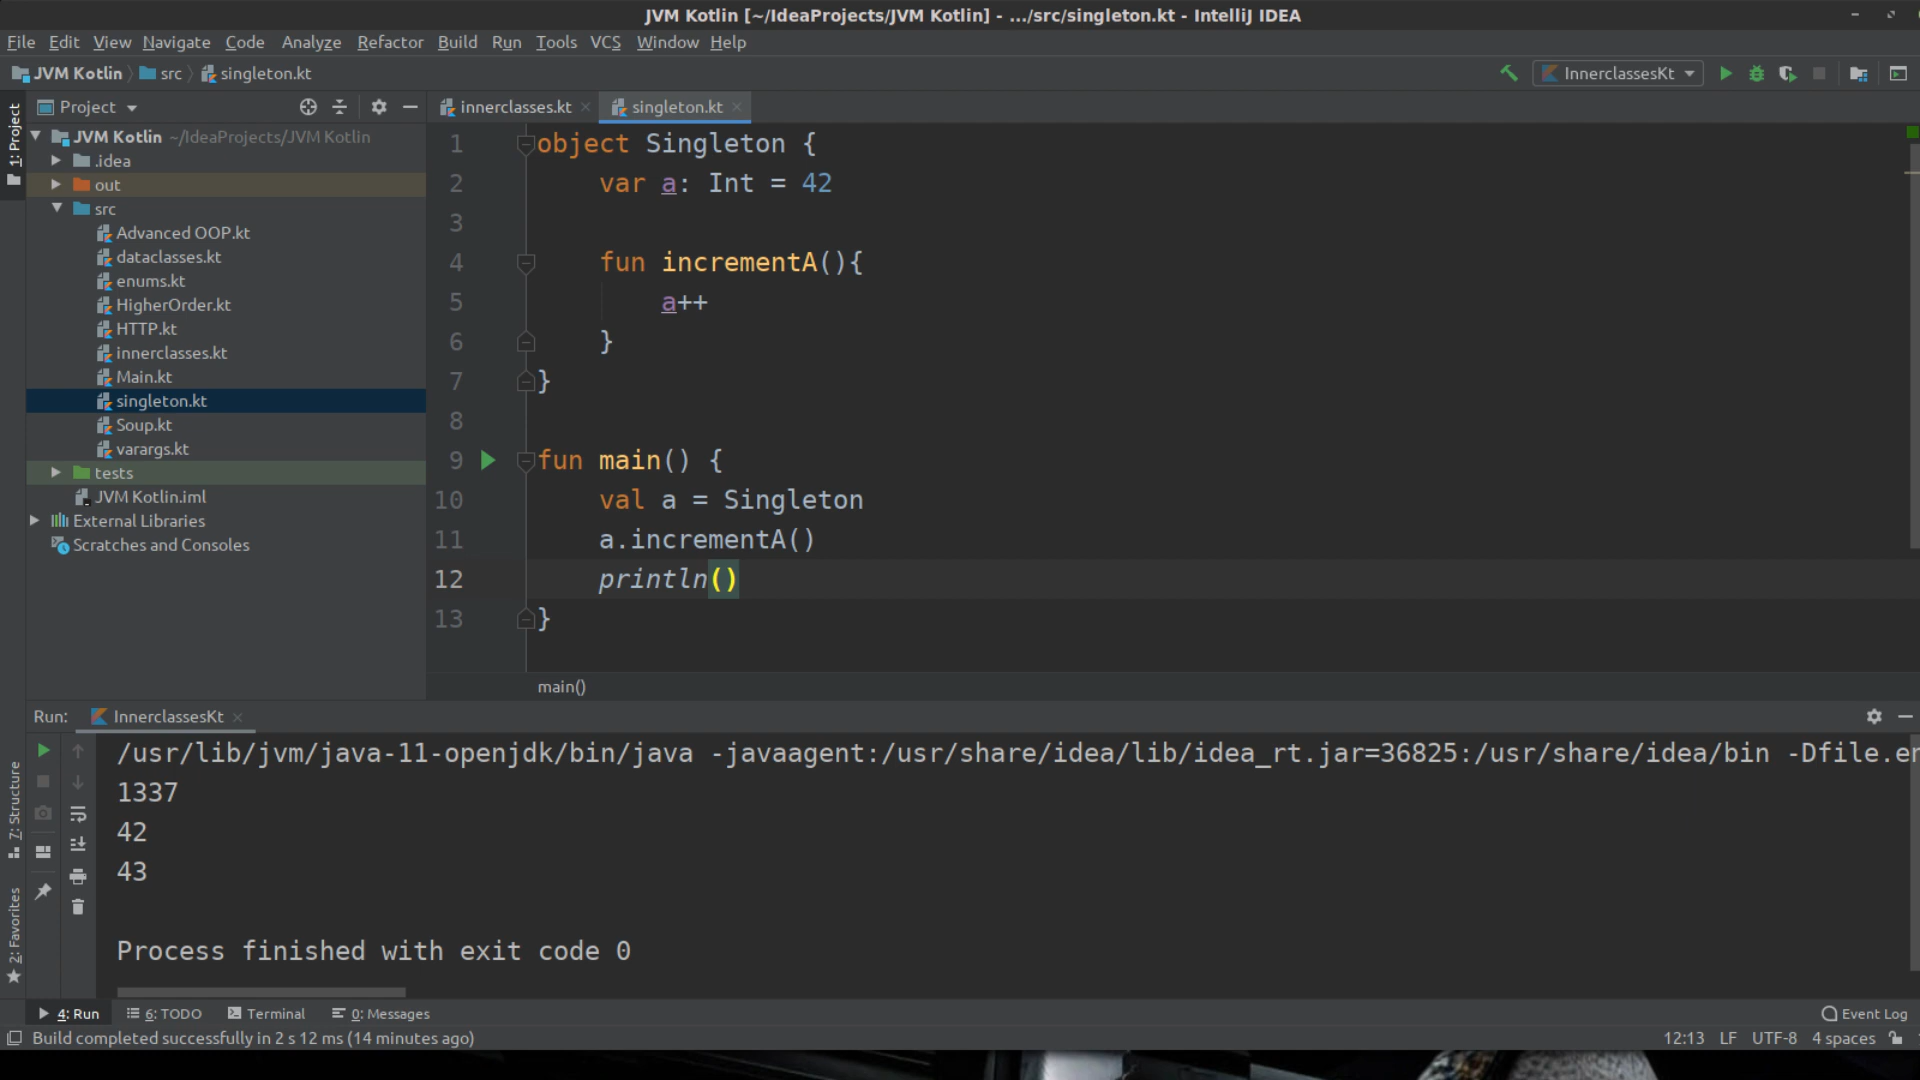 JVM Kotlin [~/IdeaProjects/JVM Kotlin] - .../src/singleton.kt - IntelliJ IDEA
File Edit View Navigate Code Analyze Refactor Build Run Tools VCS Window Help
JVM Kotlin src singleton.kt InnerclassesKt
Project innerclasses.kt singleton.kt
1: Project
JVM Kotlin ~/IdeaProjects/JVM Kotlin
.idea
out
src
Advanced OOP.kt
dataclasses.kt
enums.kt
HigherOrder.kt
HTTP.kt
innerclasses.kt
Main.kt
singleton.kt
Soup.kt
varargs.kt
tests
JVM Kotlin.iml
External Libraries
Scratches and Consoles
1 object Singleton {
2 var a: Int = 42
3
4 fun incrementA(){
5 a++
6 }
7 }
8
9 fun main() {
10 val a = Singleton
11 a.incrementA()
12 println()
13 }
main()
Run: InnerclassesKt
/usr/lib/jvm/java-11-openjdk/bin/java -javaagent:/usr/share/idea/lib/idea_rt.jar=36825:/usr/share/idea/bin -Dfile.en
1337
42
43
Process finished with exit code 0
7: Structure
2: Favorites
4: Run 6: TODO Terminal 0: Messages Event Log
Build completed successfully in 2 s 12 ms (14 minutes ago) 12:13 LF UTF-8 4 spaces